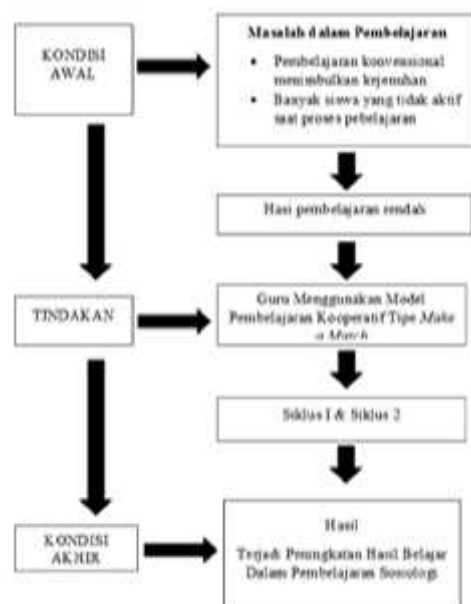 KONDISI
AWAL
Masalah dalam Pembelajaran
• Pembelajaran konvensional
menimbulkan kejenuhan
• Banyak siswa yang tidak aktif
saat proses pebelajaran
Hasi pembelajaran rendah
TINDAKAN
Guru Menggunakan Model
Pembelajaran Kooperatif Tipe Make
a Match
Siklus I & Siklus 2
KONDISI
AKHIR
Hasil
Terjadi Peningkatan Hasil Belajar
Dalam Pembelajaran Sosiologi